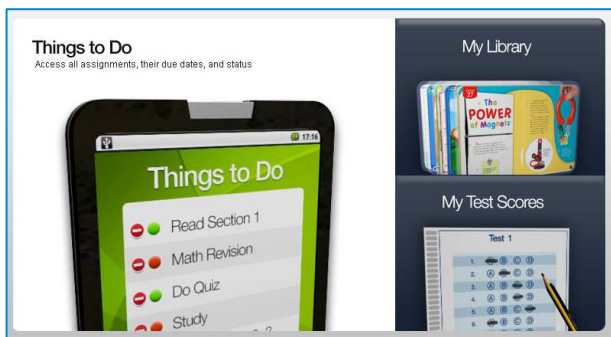 Things to Do
Access all assignments, their due dates, and status
17:16
Things to Do
Read Section 1
Math Revision
Do Quiz
Study
My Library
27
The
POWER
of Magnets
My Test Scores
Test 1
1. B C D
2. A C D
3. A B D
4. A B D
5. A B C
6. B C D